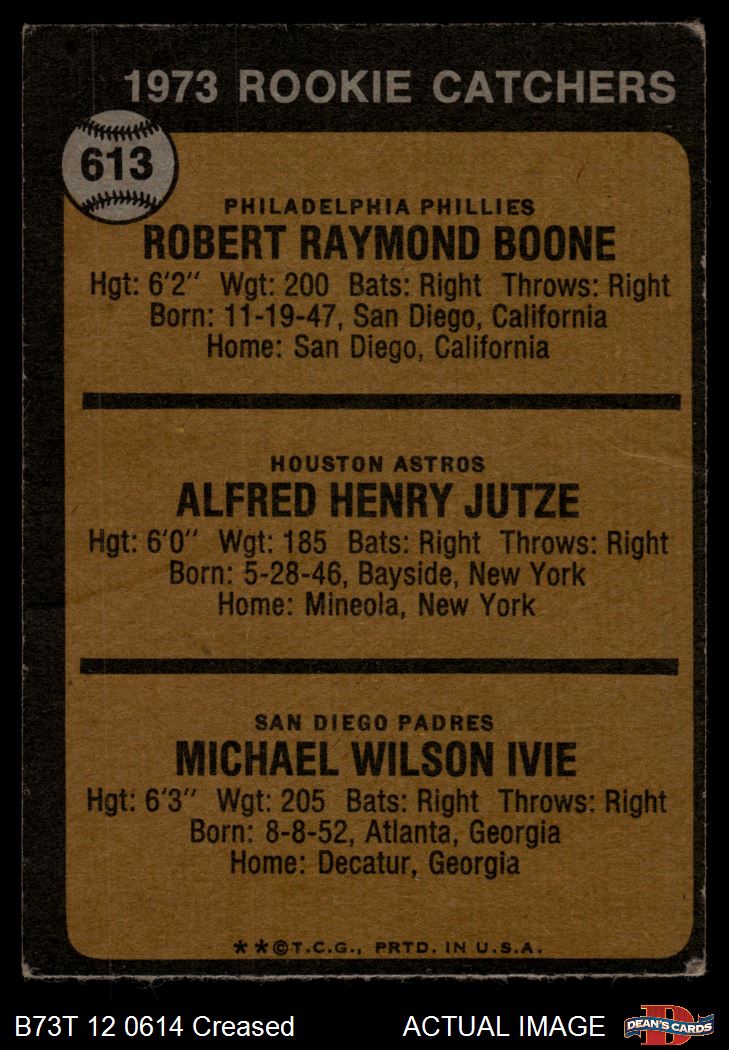 1973 ROOKIE CATCHERS
613
PHILADELPHIA PHILLIES
ROBERT RAYMOND BOONE
Hgt: 6'2" Wgt: 200 Bats: Right Throws: Right
Born: 11-19-47, San Diego, California
Home: San Diego, California
HOUSTON ASTROS
ALFRED HENRY JUTZE
Hgt: 6'0" Wgt: 185 Bats: Right Throws: Right
Born: 5-28-46, Bayside, New York
Home: Mineola, New York
SAN DIEGO PADRES
MICHAEL WILSON IVIE
Hgt: 6'3" Wgt: 205 Bats: Right Throws: Right
Born: 8-8-52, Atlanta, Georgia
Home: Decatur, Georgia
**©T.C.G., PRTD. IN U.S.A.
B73T 12 0614 Creased ACTUAL IMAGE
D
DEAN'S CARDS